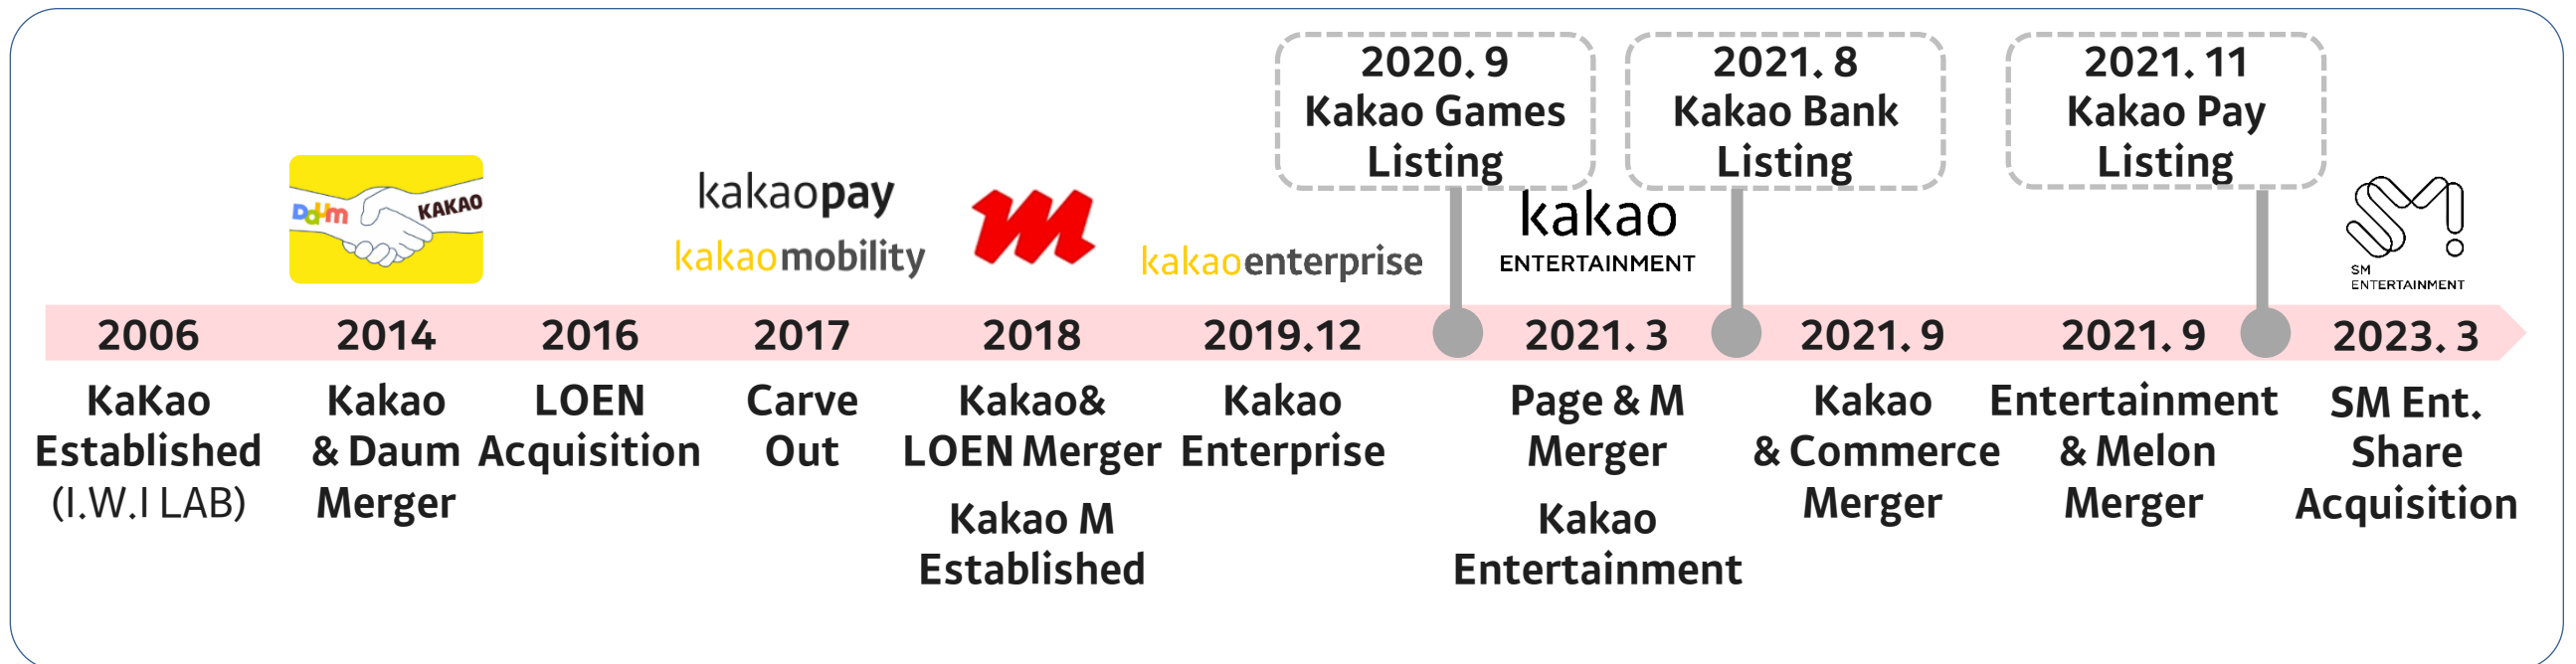 2020. 9
Kakao Games
Listing
2021. 8
Kakao Bank
Listing
2021. 11
Kakao Pay
Listing
Daum
KAKAO
kakaopay
kakaomobility
kakaoenterprise
kakao
ENTERTAINMENT
SM
ENTERTAINMENT
2006
KaKao
Established
(I.W.I LAB)
2014
Kakao
& Daum
Merger
2016
LOEN
Acquisition
2017
Carve
Out
2018
Kakao&
LOEN Merger
Kakao M
Established
2019.12
Kakao
Enterprise
2021. 3
Page & M
Merger
Kakao
Entertainment
2021. 9
Kakao
& Commerce
Merger
2021. 9
Entertainment
& Melon
Merger
2023. 3
SM Ent.
Share
Acquisition